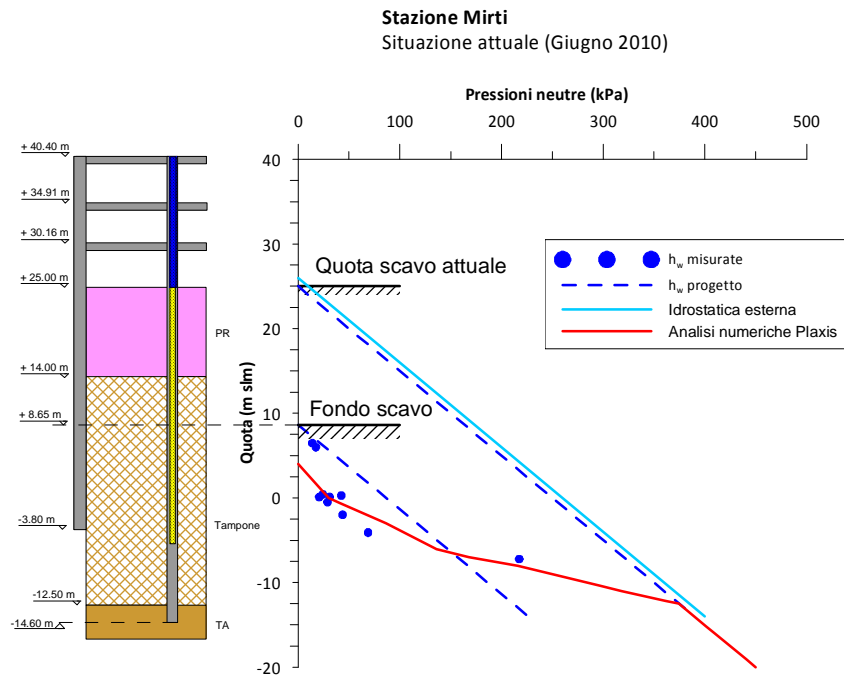 Stazione Mirti
Situazione attuale (Giugno 2010)
Pressioni neutre (kPa)
0 100 200 300 400 500
+ 40.40 m
+ 34.91 m
+ 30.16 m
+ 25.00 m
+ 14.00 m
+ 8.65 m
-3.80 m
-12.50 m
-14.60 m
PR
Tampone
TA
Quota (m slm)
40
30
20
10
0
-10
-20
Quota scavo attuale
Fondo scavo
hw misurate
hw progetto
Idrostatica esterna
Analisi numeriche Plaxis